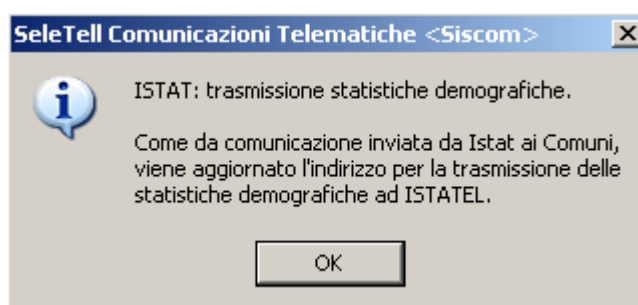 SeleTell Comunicazioni Telematiche <Siscom>
ISTAT: trasmissione statistiche demografiche.
Come da comunicazione inviata da Istat ai Comuni,
viene aggiornato l'indirizzo per la trasmissione delle
statistiche demografiche ad ISTATEL.
OK